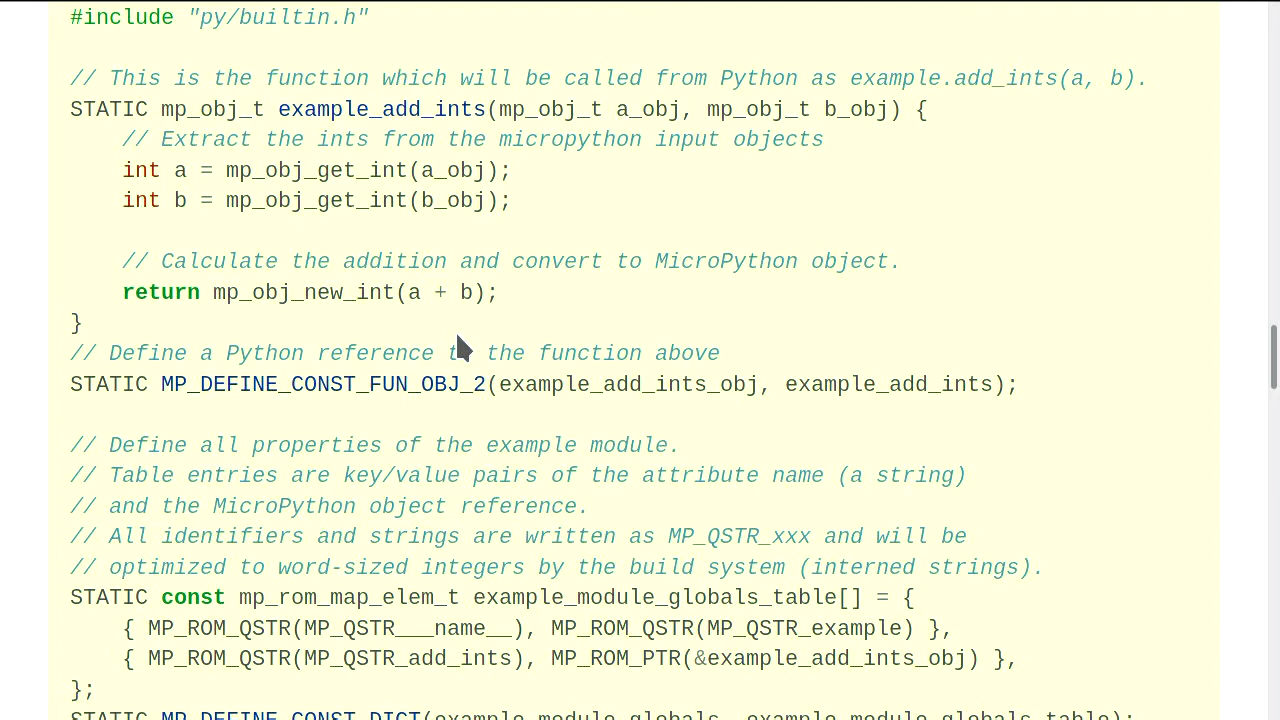 #include "py/builtin.h"

// This is the function which will be called from Python as example.add_ints(a, b).
STATIC mp_obj_t example_add_ints(mp_obj_t a_obj, mp_obj_t b_obj) {
    // Extract the ints from the micropython input objects
    int a = mp_obj_get_int(a_obj);
    int b = mp_obj_get_int(b_obj);

    // Calculate the addition and convert to MicroPython object.
    return mp_obj_new_int(a + b);
}
// Define a Python reference to the function above
STATIC MP_DEFINE_CONST_FUN_OBJ_2(example_add_ints_obj, example_add_ints);

// Define all properties of the example module.
// Table entries are key/value pairs of the attribute name (a string)
// and the MicroPython object reference.
// All identifiers and strings are written as MP_QSTR_xxx and will be
// optimized to word-sized integers by the build system (interned strings).
STATIC const mp_rom_map_elem_t example_module_globals_table[] = {
    { MP_ROM_QSTR(MP_QSTR___name__), MP_ROM_QSTR(MP_QSTR_example) },
    { MP_ROM_QSTR(MP_QSTR_add_ints), MP_ROM_PTR(&example_add_ints_obj) },
};
STATIC MP_DEFINE_CONST_DICT(example_module_globals, example_module_globals_table);